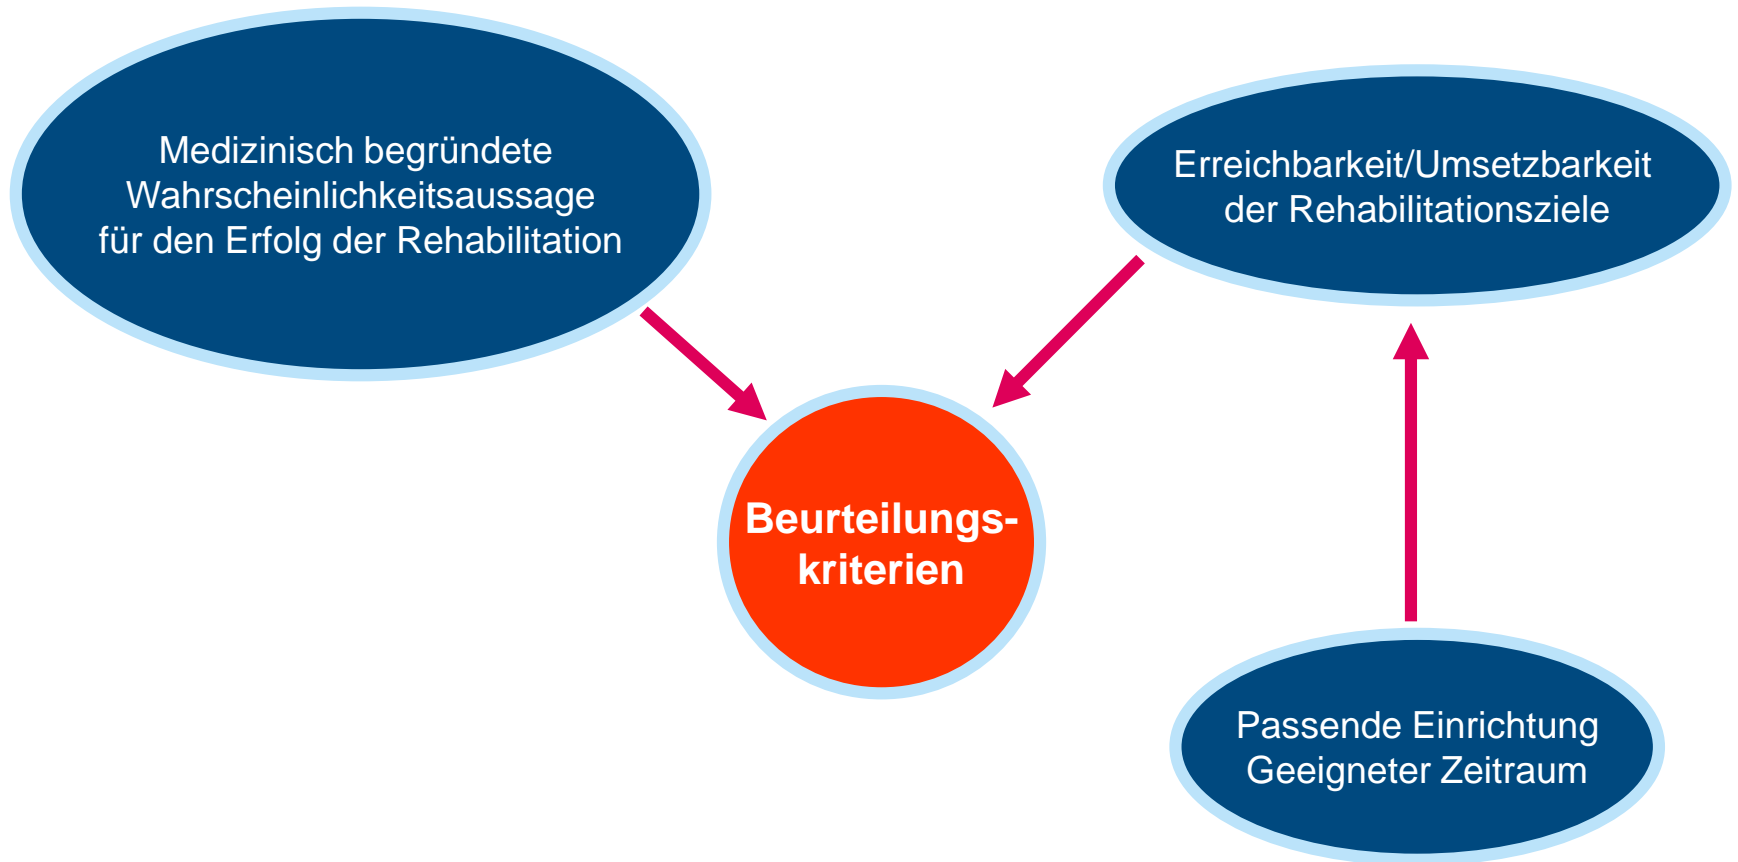 Medizinisch begründete
Wahrscheinlichkeitsaussage
für den Erfolg der Rehabilitation
Erreichbarkeit/Umsetzbarkeit
der Rehabilitationsziele
Beurteilungs-
kriterien
Passende Einrichtung
Geeigneter Zeitraum